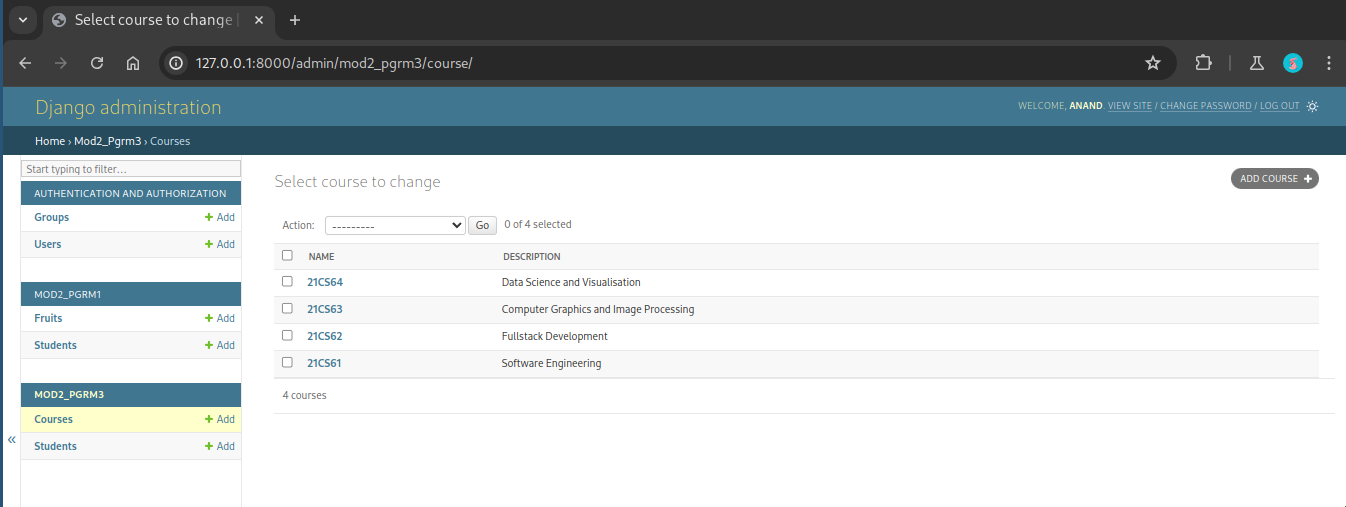 Select course to change |
127.0.0.1:8000/admin/mod2_pgrm3/course/
Django administration
WELCOME, ANAND VIEW SITE / CHANGE PASSWORD / LOG OUT
Home › Mod2_Pgrm3 › Courses
Start typing to filter…
AUTHENTICATION AND AUTHORIZATION
Groups + Add
Users + Add
MOD2_PGRM1
Fruits + Add
Students + Add
MOD2_PGRM3
Courses + Add
Students + Add
«
Select course to change
ADD COURSE +
Action: --------- Go 0 of 4 selected
NAME DESCRIPTION
21CS64 Data Science and Visualisation
21CS63 Computer Graphics and Image Processing
21CS62 Fullstack Development
21CS61 Software Engineering
4 courses